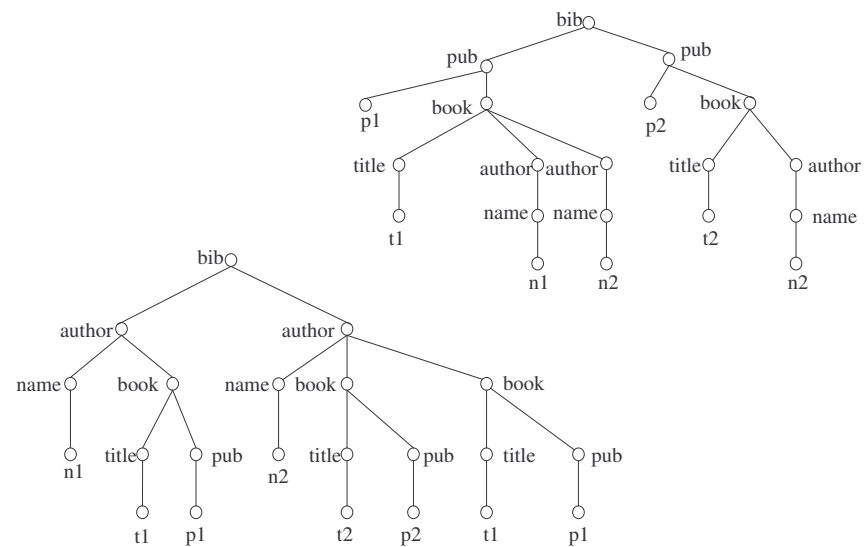 bib
pub pub
p1 book p2 book
title author author title author
name name name
t1 t2
n1 n2 n2
bib
author author
name book name book book
n1 title pub n2 title pub title pub
t1 p1 t2 p2 t1 p1